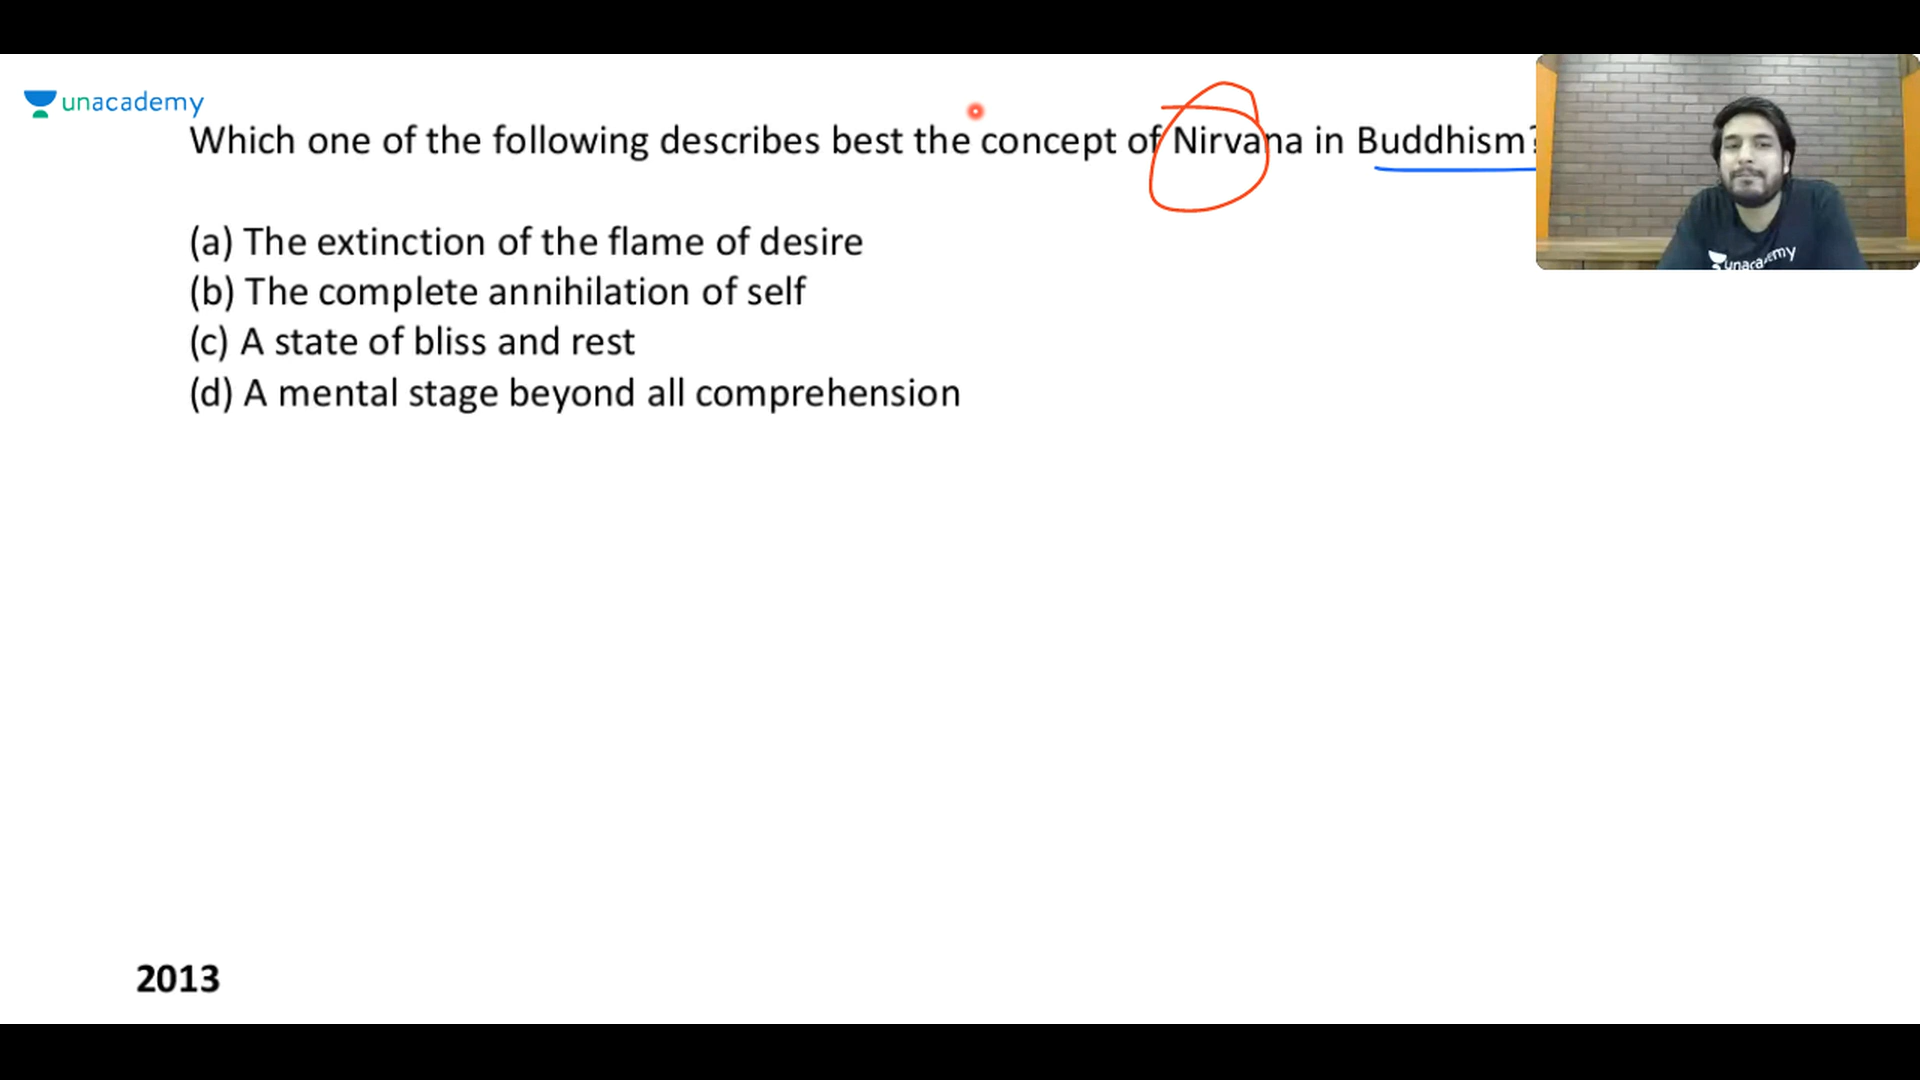 unacademy
Which one of the following describes best the concept of Nirvana in Buddhism?
(a) The extinction of the flame of desire
(b) The complete annihilation of self
(c) A state of bliss and rest
(d) A mental stage beyond all comprehension
unacademy
2013